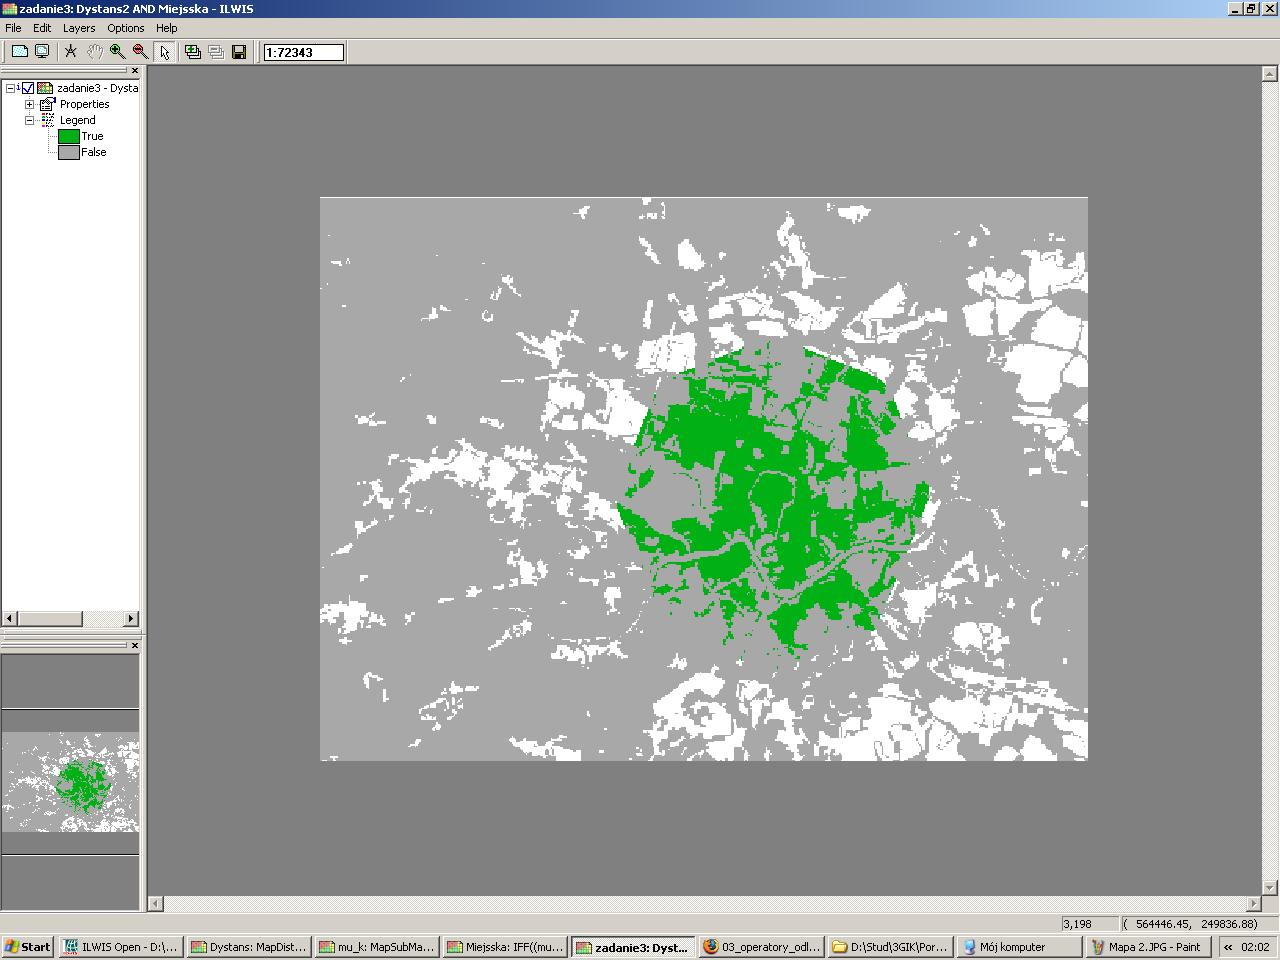 zadanie3: Dystans2 AND Miejsska - ILWIS
File Edit Layers Options Help
1:72343
zadanie3 - Dysta
Properties
Legend
True
False
3,198 ( 564446.45, 249836.88)
Start ILWIS Open - D:\... Dystans: MapDist... mu_k: MapSubMa... Miejsska: IFF((mu... zadanie3: Dyst... 03_operatory_odl... D:\Stud\3GIK\Por... Mój komputer Mapa 2.JPG - Paint « 02:02